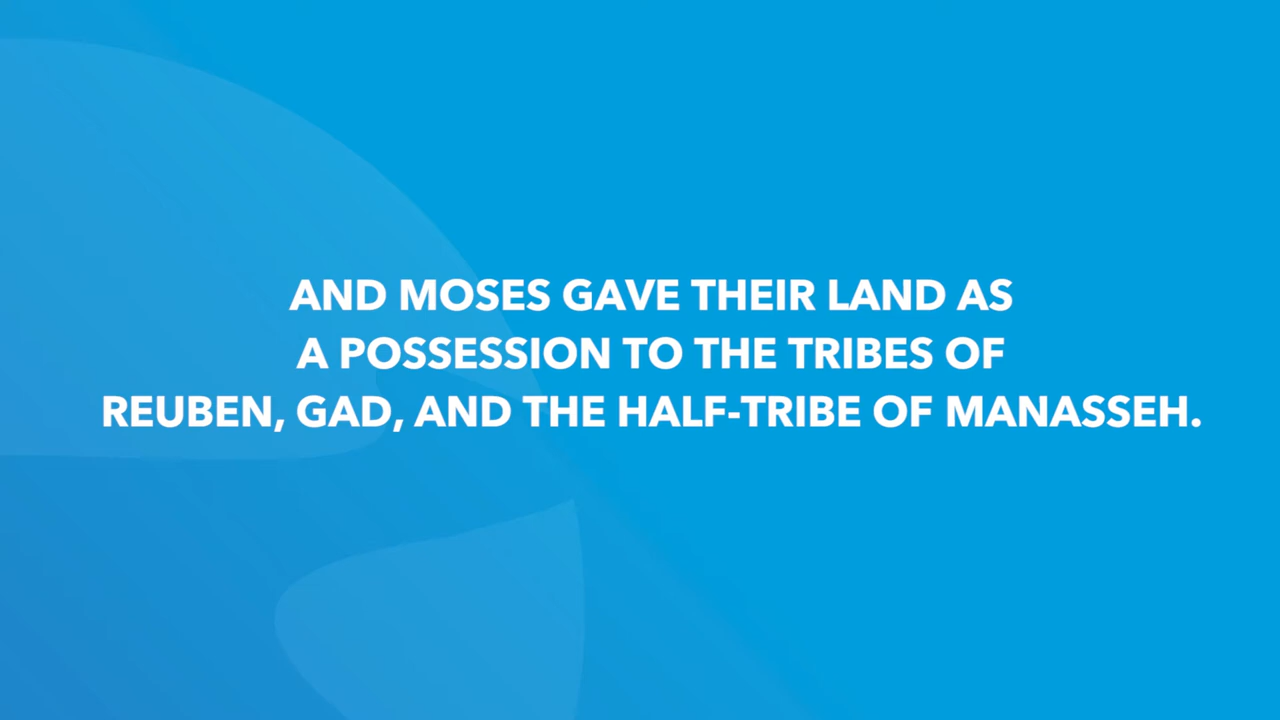 AND MOSES GAVE THEIR LAND AS
A POSSESSION TO THE TRIBES OF
REUBEN, GAD, AND THE HALF-TRIBE OF MANASSEH.